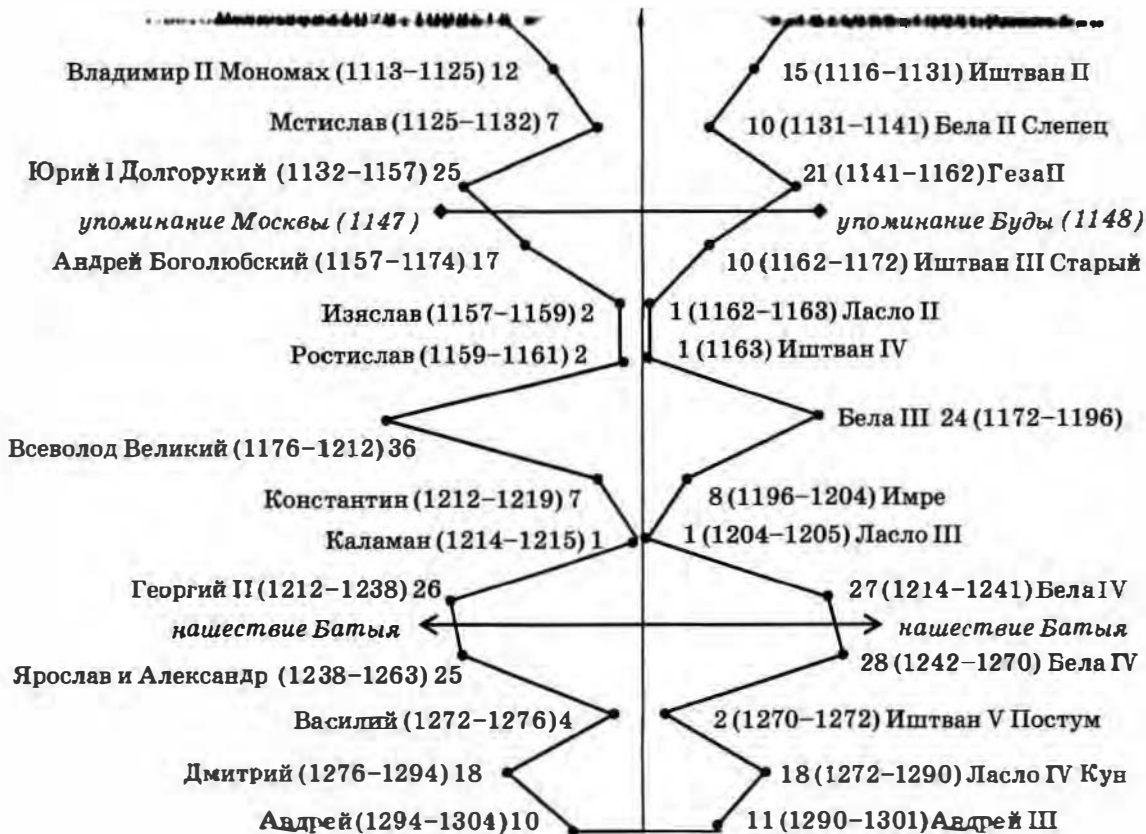 Владимир II Мономах (1113–1125) 12
15 (1116–1131) Иштван II
Мстислав (1125–1132) 7
10 (1131–1141) Бела II Слепец
Юрий I Долгорукий (1132–1157) 25
21 (1141–1162) Геза II
упоминание Москвы (1147)
упоминание Буды (1148)
Андрей Боголюбский (1157–1174) 17
10 (1162–1172) Иштван III Старый
Изяслав (1157–1159) 2
1 (1162–1163) Ласло II
Ростислав (1159–1161) 2
1 (1163) Иштван IV
Бела III 24 (1172–1196)
Всеволод Великий (1176–1212) 36
Константин (1212–1219) 7
8 (1196–1204) Имре
Каламан (1214–1215) 1
1 (1204–1205) Ласло III
Георгий II (1212–1238) 26
27 (1214–1241) Бела IV
нашествие Батыя
нашествие Батыя
28 (1242–1270) Бела IV
Ярослав и Александр (1238–1263) 25
Василий (1272–1276) 4
2 (1270–1272) Иштван V Постум
Дмитрий (1276–1294) 18
18 (1272–1290) Ласло IV Кун
Андрей (1294–1304) 10
11 (1290–1301) Андрей III